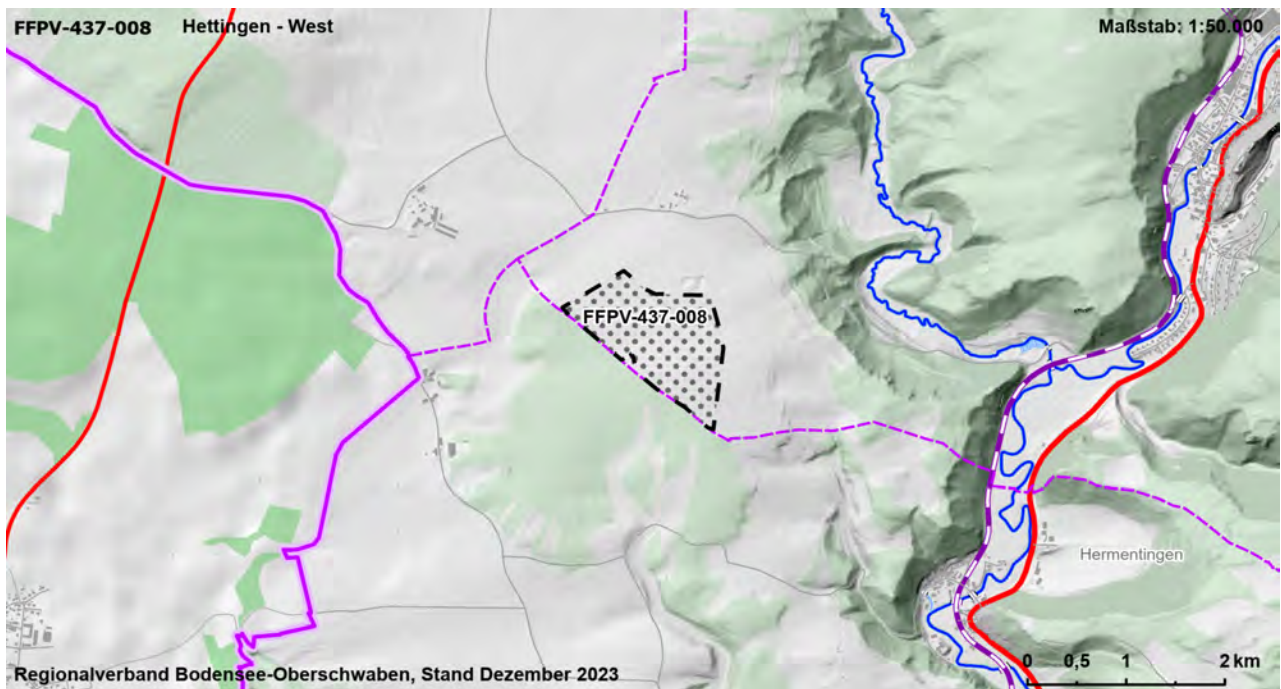 FFPV-437-008 Hettingen - West Maßstab: 1:50.000
FFPV-437-008
Hermentingen
Regionalverband Bodensee-Oberschwaben, Stand Dezember 2023
0 0,5 1 2 km